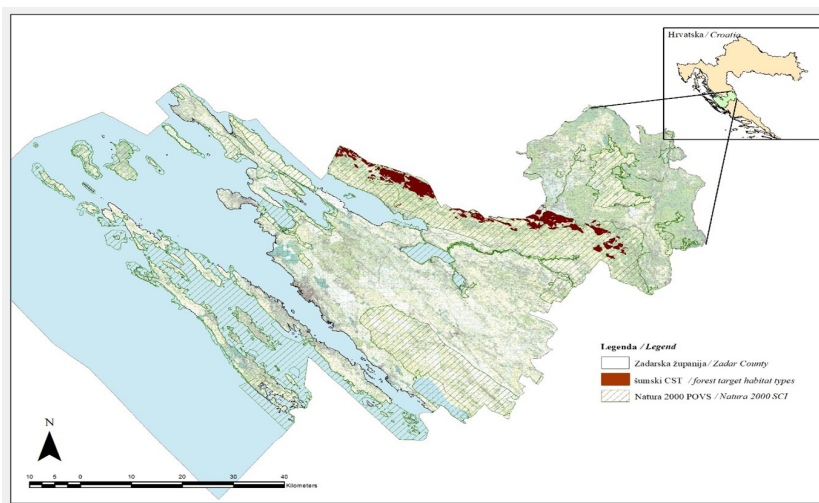 Hrvatska / Croatia
Legenda / Legend
Zadarska županija / Zadar County
šumski CST / forest target habitat types
Natura 2000 POVS / Natura 2000 SCI
N
10 5 0 10 20 30 40
Kilometers